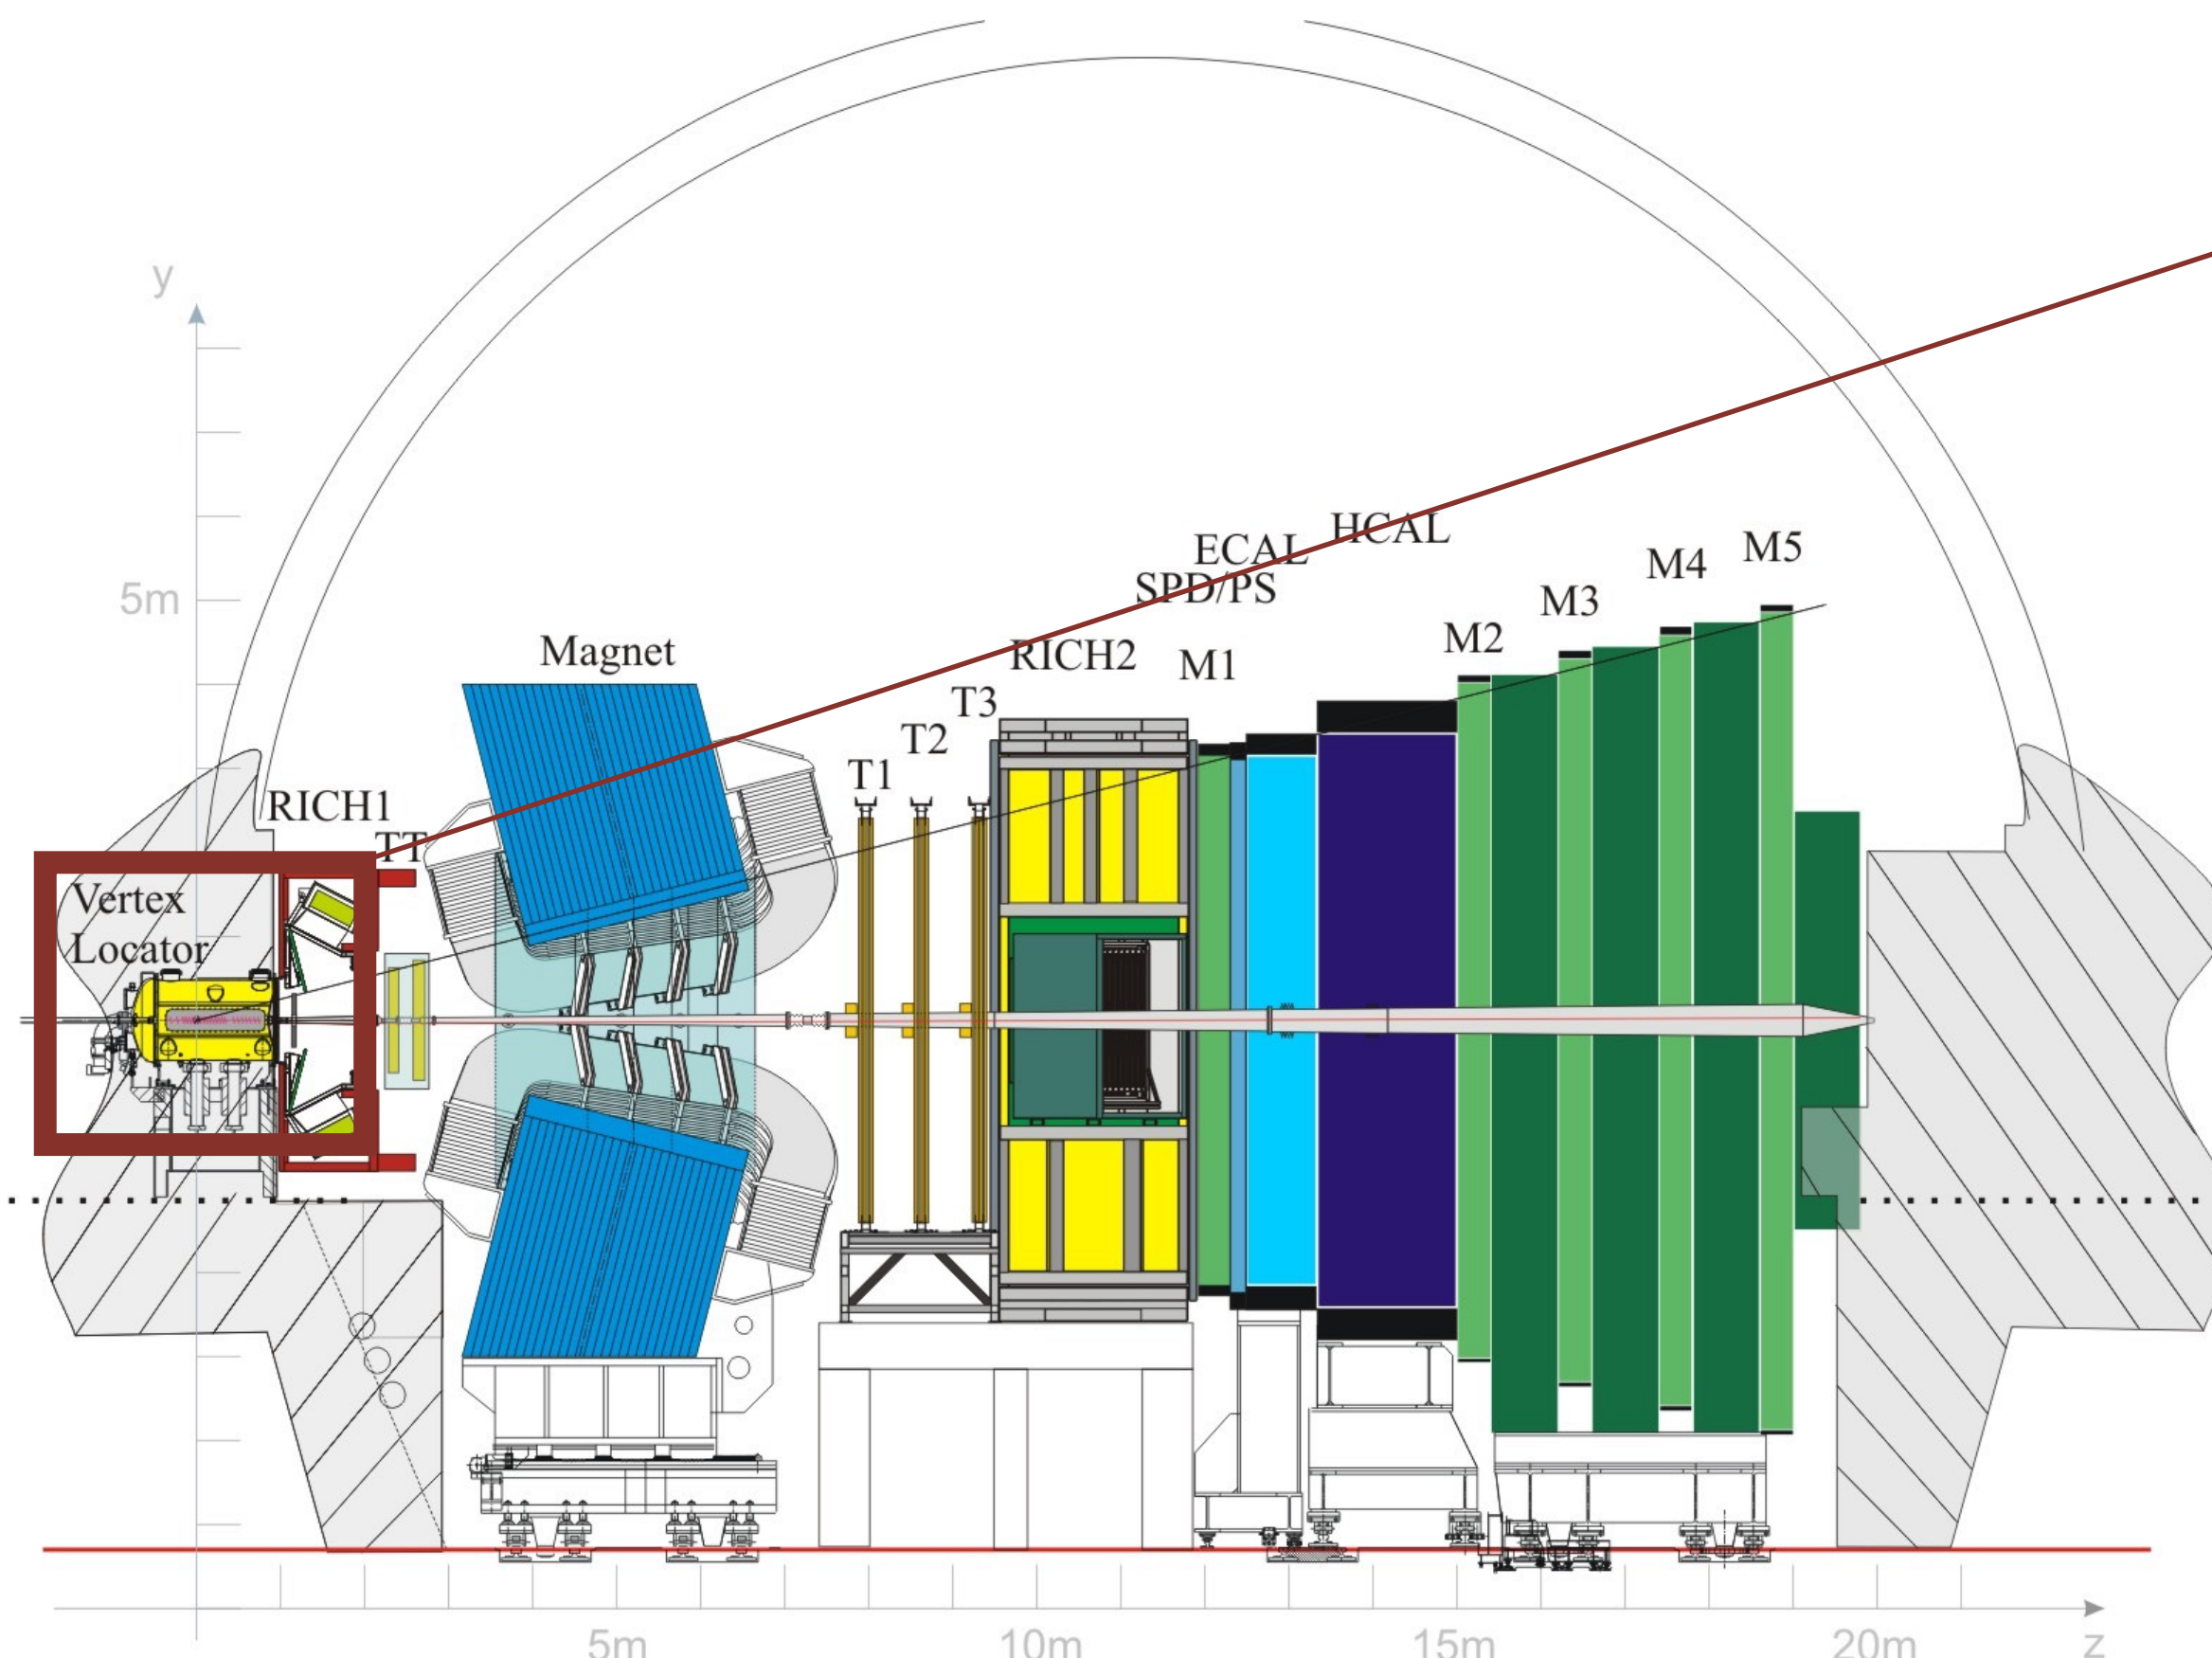 y
5m
Magnet
RICH1
TT
Vertex
Locator
T1
T2
T3
RICH2
M1
SPD/PS
ECAL
HCAL
M2
M3
M4
M5
5m
10m
15m
20m
z